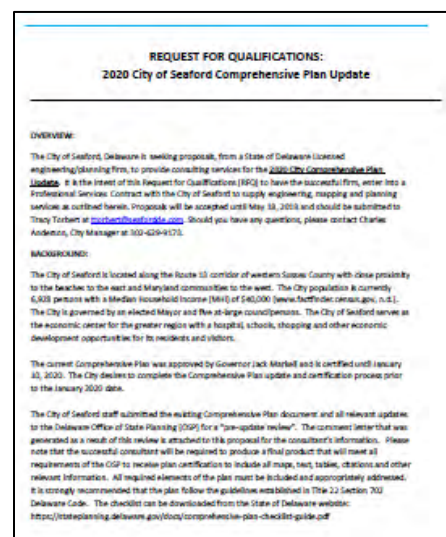 REQUEST FOR QUALIFICATIONS:
2020 City of Seaford Comprehensive Plan Update
OVERVIEW:
The City of Seaford, Delaware is seeking proposals, from a State of Delaware Licensed
engineering/planning firm, to provide consulting services for the 2020 City Comprehensive Plan
Update. It is the intent of this Request for Qualifications (RFQ) to have the successful firm, enter into a
Professional Services Contract with the City of Seaford to supply engineering, mapping and planning
services as outlined herein. Proposals will be accepted until May 18, and should be submitted to
Tracy Torbert at Should you have any questions, please contact Charles
Anderson, City Manager at 302-629-9173.
BACKGROUND:
The City of Seaford is located along the Route 13 corridor of western Sussex County with close proximity
to the beaches to the east and Maryland communities to the west. The City population is currently
6,928 persons with a Median Household Income (MHI) of $40,000 (www.factfinder.census.gov, n.d.).
The City is governed by an elected Mayor and five at-large councilpersons. The City of Seaford serves as
the economic center for the greater region with a hospital, schools, shopping and other economic
development opportunities for its residents and visitors.
The current Comprehensive Plan was approved by Governor Jack Markell and is certified until January
2020. The City desires to complete the Comprehensive Plan update and certification process prior
to the January 2020 date.
The City of Seaford staff submitted the existing Comprehensive Plan document and all relevant updates
to the Delaware Office of State Planning (OSP) for a "pre-update review". The comment letter that was
generated as a result of this review is attached to this proposal for the consultant's information. Please
note that the successful consultant will be required to produce a final product that will meet all
requirements of the OSP to receive plan certification to include all maps, text, tables, citations and other
relevant information. All required elements of the plan must be included and appropriately addressed.
It is strongly recommended that the plan follow the guidelines established in Title 22 Section 702
Delaware Code. The checklist can be downloaded from the State of Delaware website:
https://stateplanning.delaware.gov/docs/comprehensive-plan-checklist-guide.pdf